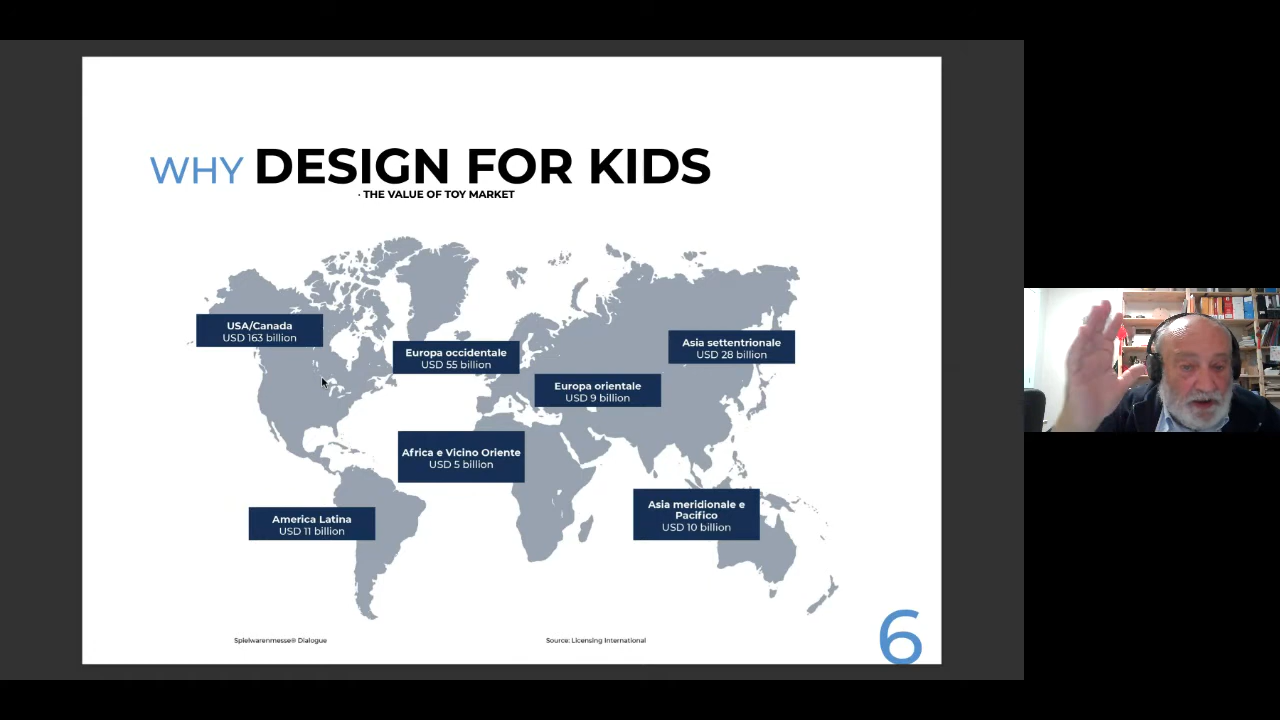 WHY DESIGN FOR KIDS
· THE VALUE OF TOY MARKET
USA/Canada
USD 163 billion
Europa occidentale
USD 55 billion
Asia settentrionale
USD 28 billion
Europa orientale
USD 9 billion
Africa e Vicino Oriente
USD 5 billion
America Latina
USD 11 billion
Asia meridionale e
Pacifico
USD 10 billion
Spielwarenmesse® Dialogue
Source: Licensing International
6